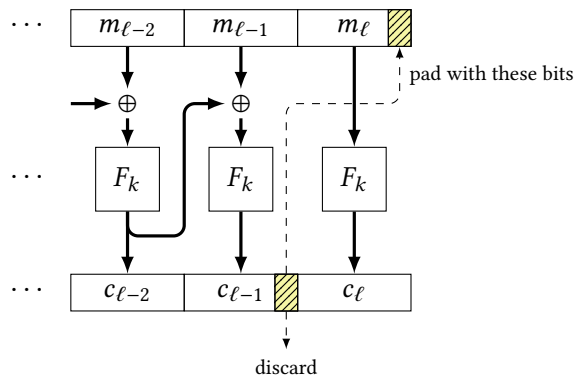 ··· m_{ℓ−2} m_{ℓ−1} m_ℓ
pad with these bits
⊕ ⊕
··· F_k F_k F_k
··· c_{ℓ−2} c_{ℓ−1} c_ℓ
discard